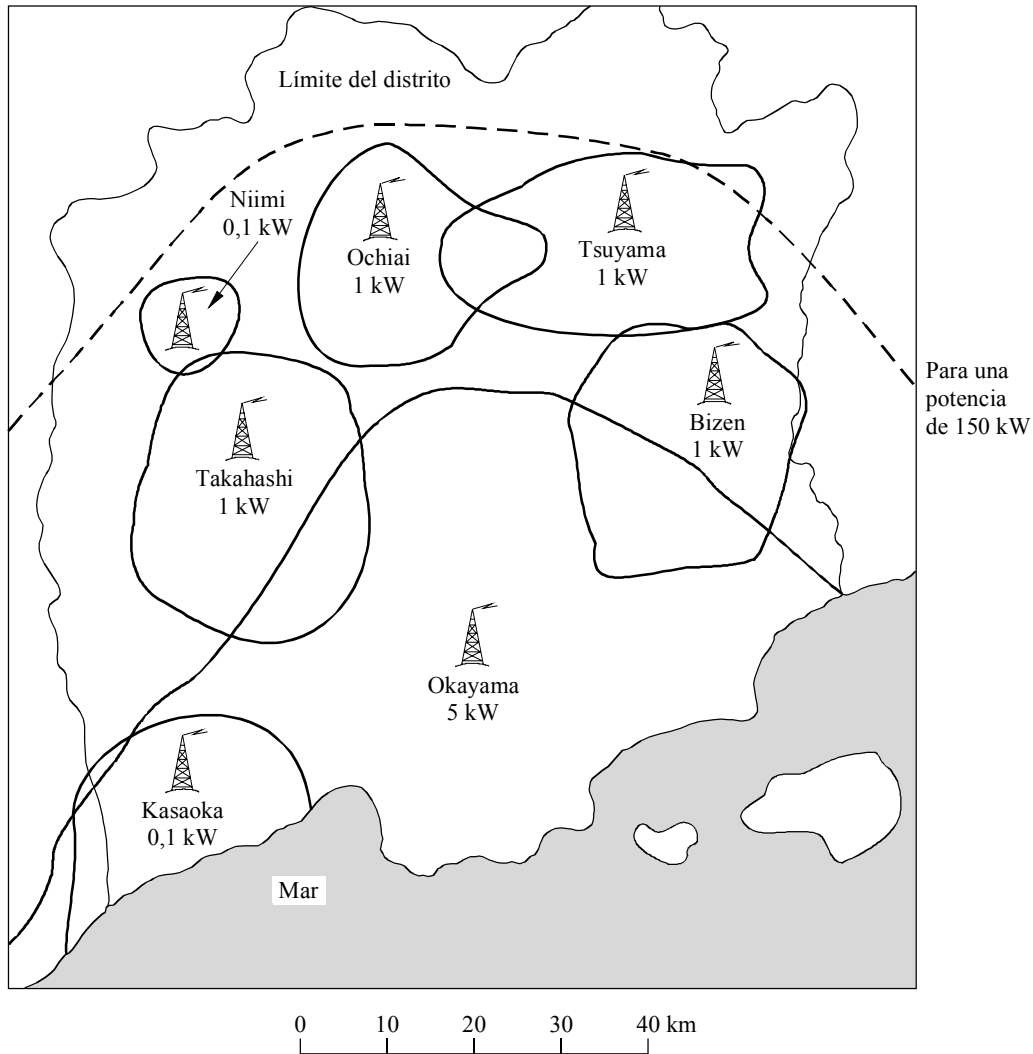 Límite del distrito
Niimi
0,1 kW
Ochiai
1 kW
Tsuyama
1 kW
Para una
potencia
de 150 kW
Bizen
1 kW
Takahashi
1 kW
Okayama
5 kW
Kasaoka
0,1 kW
Mar
0 10 20 30 40 km